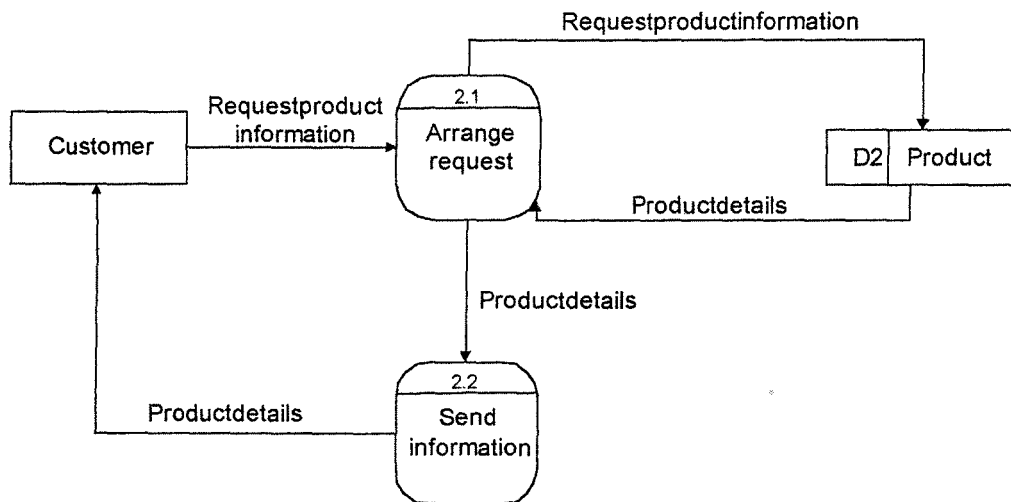 Requestproductinformation
2.1
Requestproduct
information
Arrange
request
Customer
D2 Product
Productdetails
Productdetails
2.2
Productdetails
Send
information